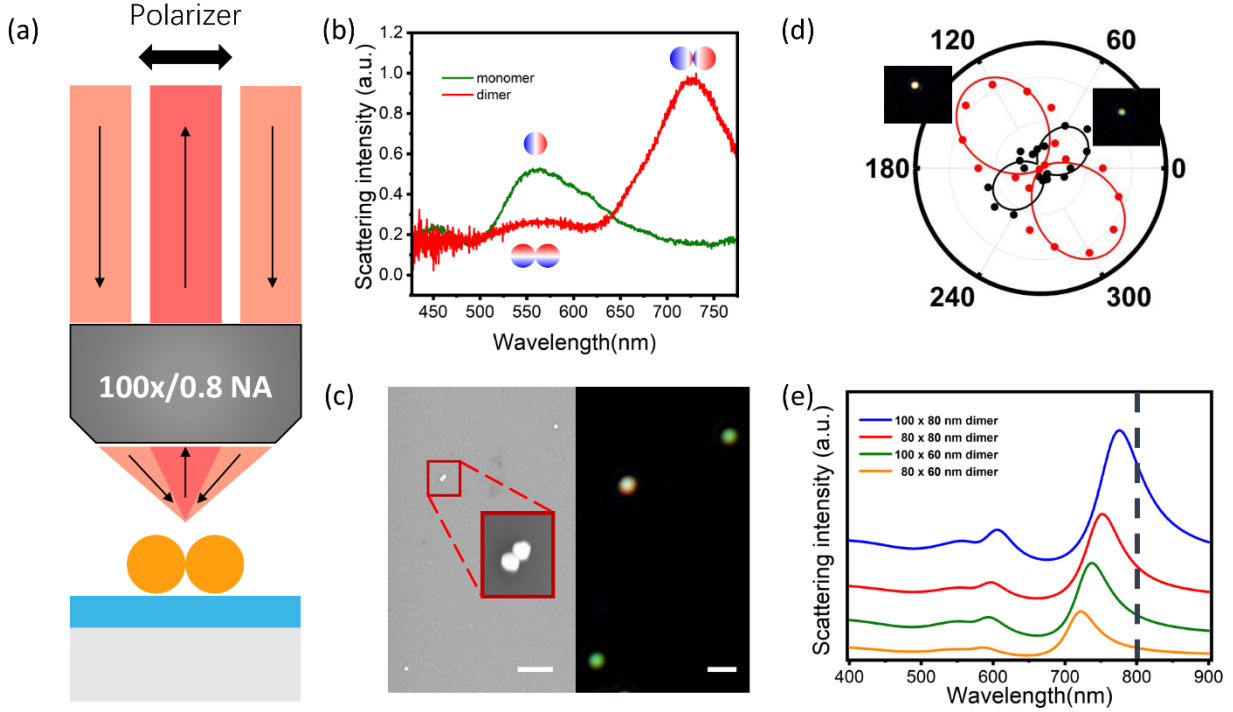 (a)
Polarizer
100x/0.8 NA
(b)
Scattering intensity (a.u.)
1.2
1.0
0.8
0.6
0.4
0.2
0.0
monomer
dimer
450 500 550 600 650 700 750
Wavelength(nm)
(c)
(d)
120 60
180 0
240 300
(e)
Scattering intensity (a.u.)
100 x 80 nm dimer
80 x 80 nm dimer
100 x 60 nm dimer
80 x 60 nm dimer
400 500 600 700 800 900
Wavelength(nm)